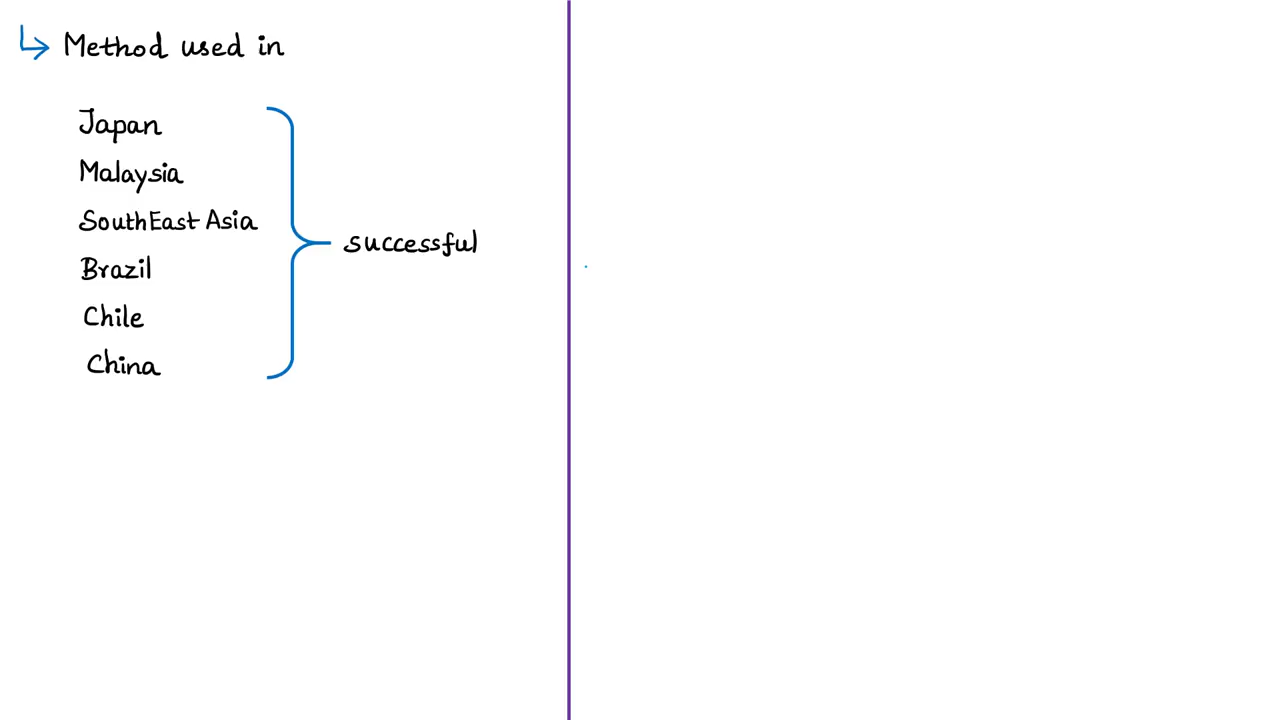 Method used in
Japan
Malaysia
SouthEast Asia
Brazil
Chile
China
successful